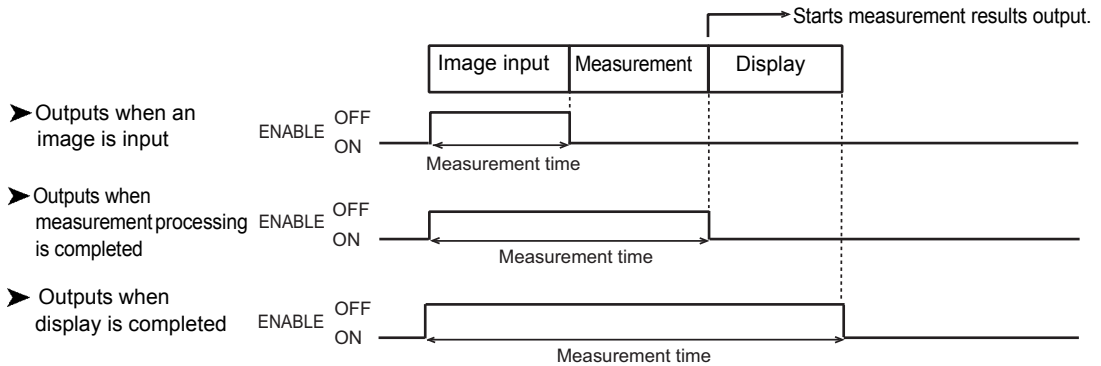 Starts measurement results output.
Image input Measurement Display
➤ Outputs when an
image is input
ENABLE OFF
ON
Measurement time
➤ Outputs when
measurement processing
is completed
ENABLE OFF
ON
Measurement time
➤ Outputs when
display is completed
ENABLE OFF
ON
Measurement time